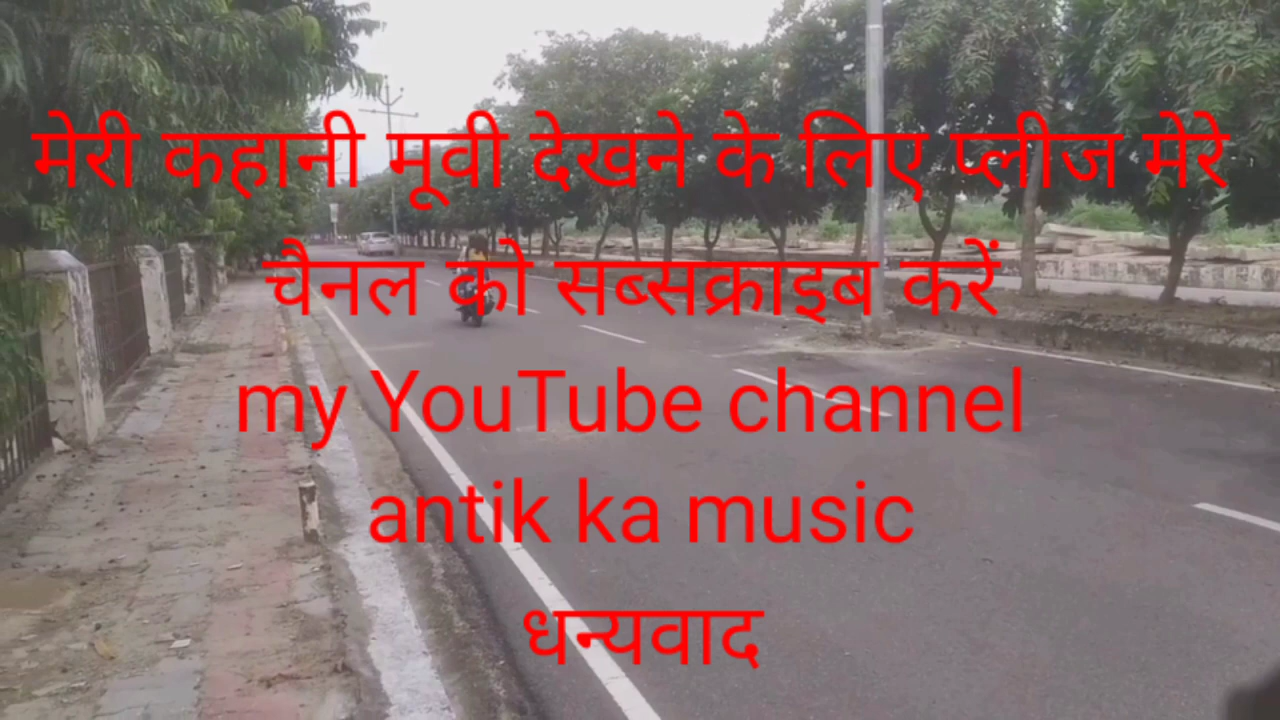 मेरी कहानी मूवी देखने के लिए प्लीज मेरे
चैनल को सब्सक्राइब करें
my YouTube channel
antik ka music
धन्यवाद